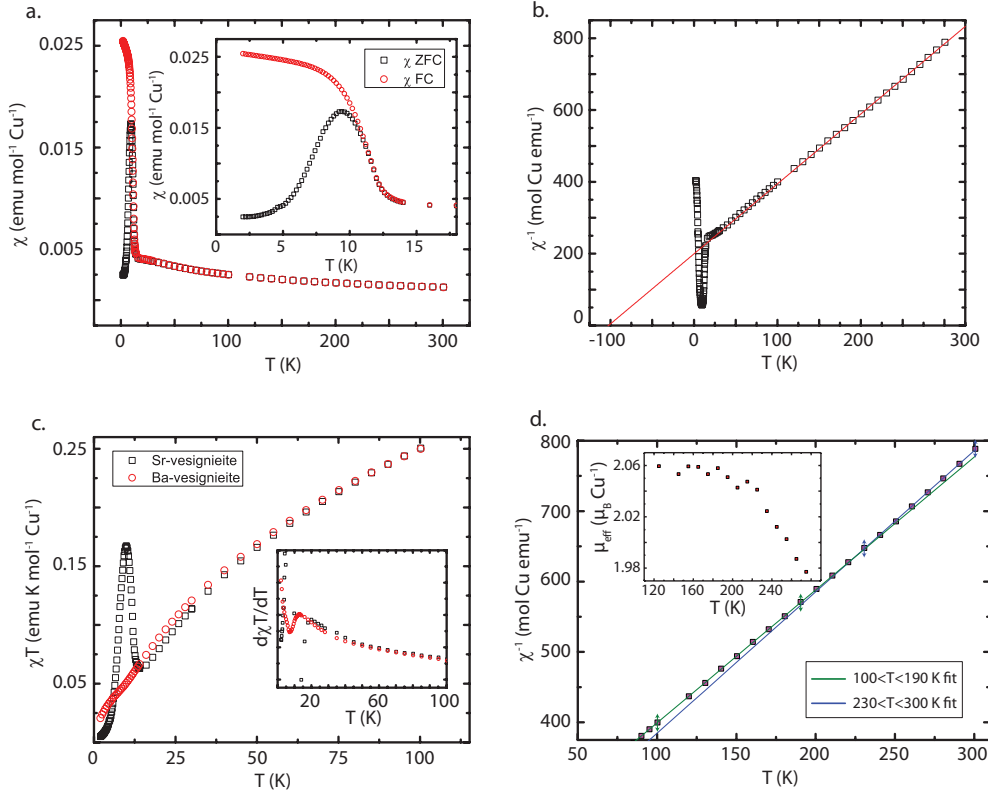 a.
χ (emu mol⁻¹ Cu⁻¹)
0.025
0.015
0.005
0
100
200
300
T (K)
χ (emu mol⁻¹ Cu⁻¹)
0.025
0.015
0.005
0
5
10
15
T (K)
χ ZFC
χ FC
b.
χ⁻¹ (mol Cu emu⁻¹)
800
600
400
200
0
-100
0
100
200
300
T (K)
c.
χT (emu K mol⁻¹ Cu⁻¹)
0.25
0.15
0.05
0
25
50
75
100
T (K)
Sr-vesignieite
Ba-vesignieite
dχT/dT
20
60
100
T (K)
d.
χ⁻¹ (mol Cu emu⁻¹)
800
700
600
500
400
50
100
150
200
250
300
T (K)
μeff (μB Cu⁻¹)
2.06
2.02
1.98
120
160
200
240
T (K)
100<T<190 K fit
230<T<300 K fit